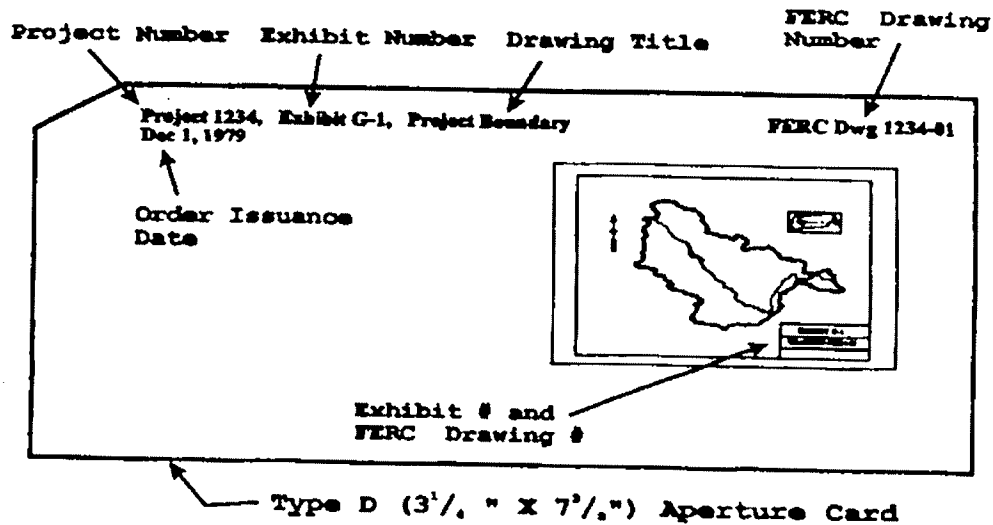 Project Number Exhibit Number Drawing Title
FERC Drawing
Number
Project 1234, Exhibit G-1, Project Boundary
Dec 1, 1979
FERC Dwg 1234-01
Order Issuance
Date
Exhibit # and
FERC Drawing #
Type D (3¹/₄ " X 7³/₈") Aperture Card